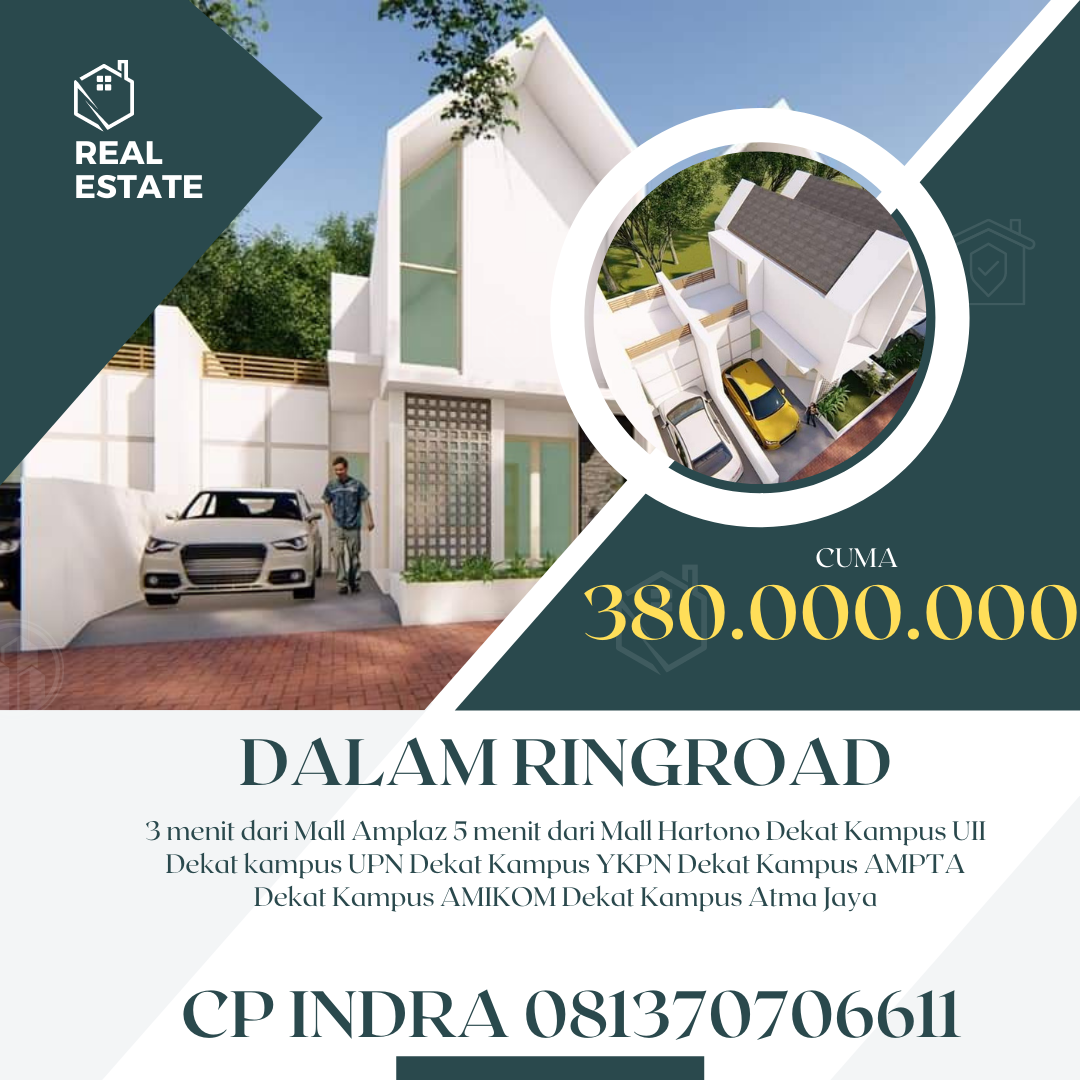 REAL
ESTATE
CUMA
380.000.000
DALAM RINGROAD
3 menit dari Mall Amplaz 5 menit dari Mall Hartono Dekat Kampus UII
Dekat kampus UPN Dekat Kampus YKPN Dekat Kampus AMPTA
Dekat Kampus AMIKOM Dekat Kampus Atma Jaya
CP INDRA 081370706611